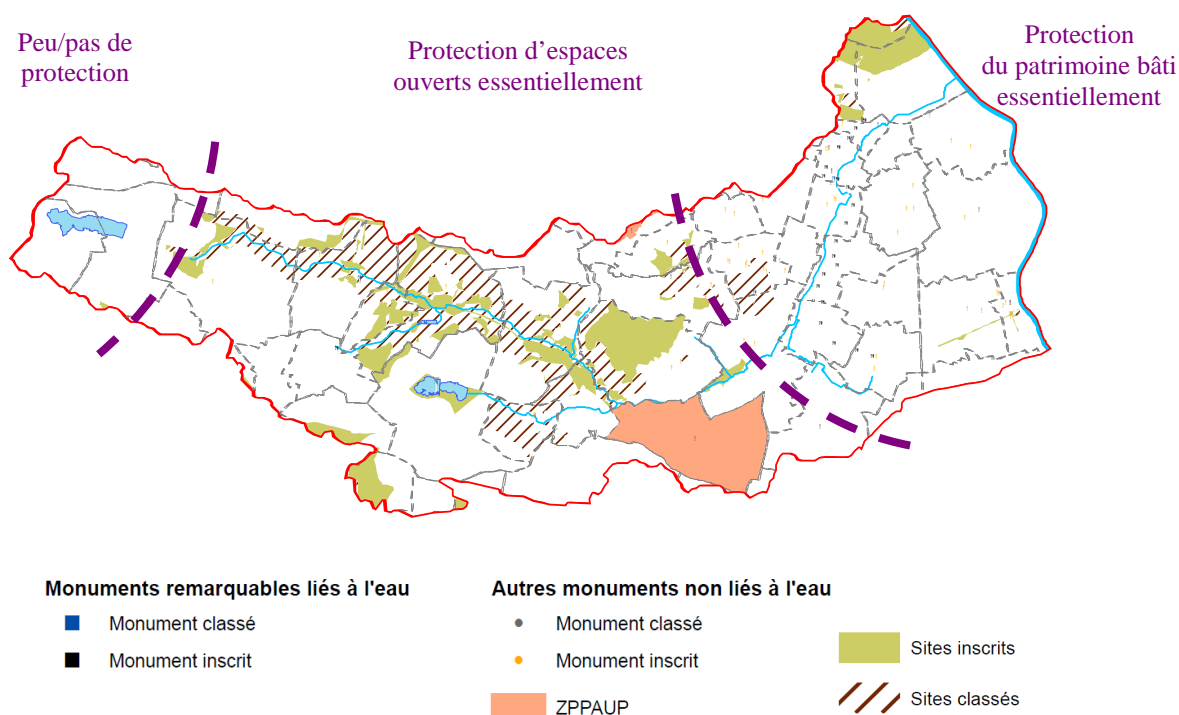 Peu/pas de
protection
Protection d'espaces
ouverts essentiellement
Protection
du patrimoine bâti
essentiellement
Monuments remarquables liés à l'eau
Monument classé
Monument inscrit
Autres monuments non liés à l'eau
Monument classé
Monument inscrit
ZPPAUP
Sites inscrits
Sites classés